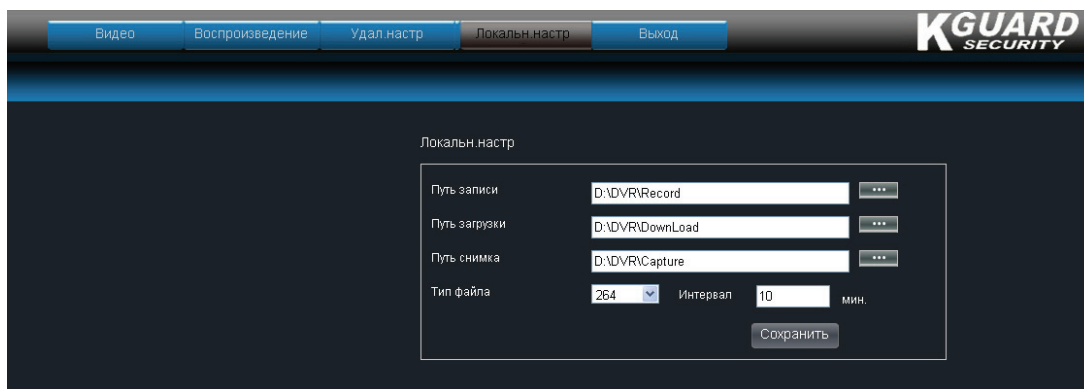 Видео Воспроизведение Удал.настр Локальн.настр Выход
KGUARD
SECURITY
Локальн.настр
Путь записи D:\DVR\Record ...
Путь загрузки D:\DVR\DownLoad ...
Путь снимка D:\DVR\Capture ...
Тип файла 264 Интервал 10 мин.
Сохранить